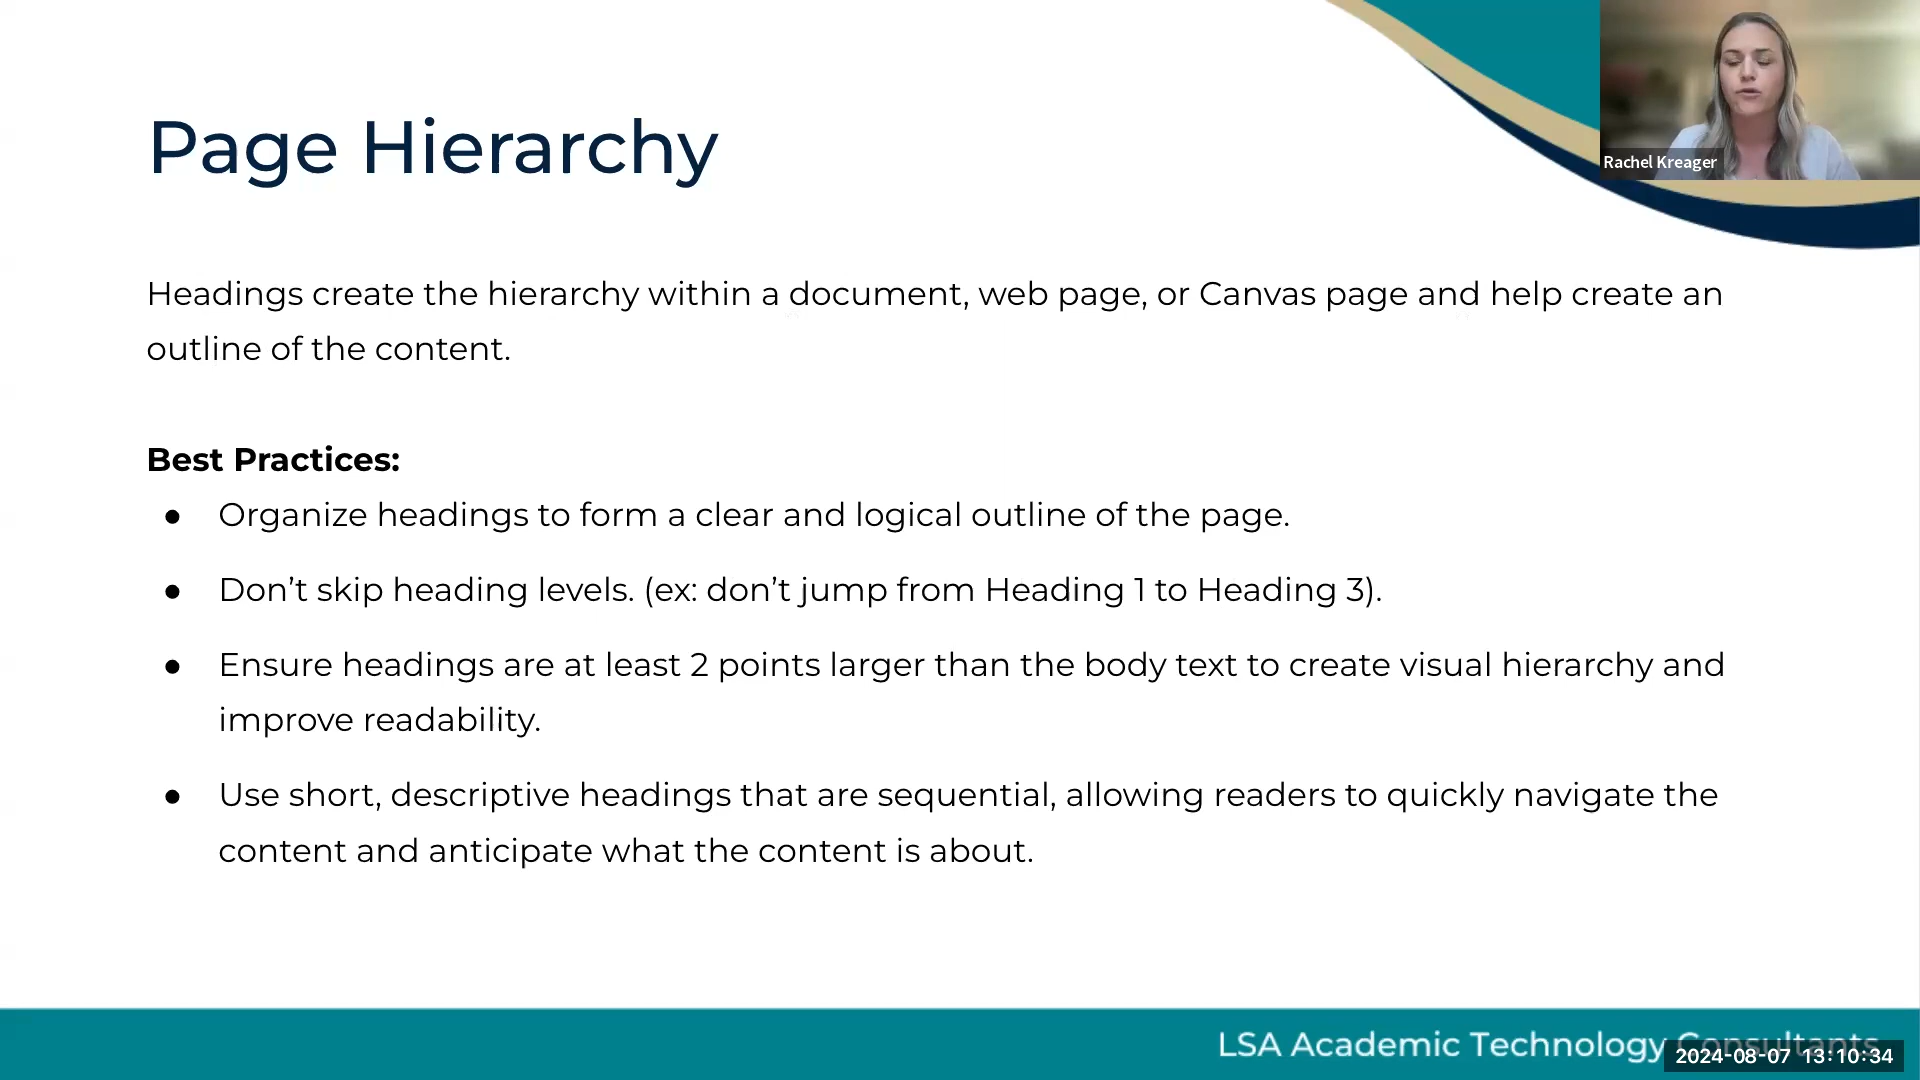 Page Hierarchy
Rachel Kreager
Headings create the hierarchy within a document, web page, or Canvas page and help create an
outline of the content.
Best Practices:
● Organize headings to form a clear and logical outline of the page.
● Don’t skip heading levels. (ex: don’t jump from Heading 1 to Heading 3).
● Ensure headings are at least 2 points larger than the body text to create visual hierarchy and
improve readability.
● Use short, descriptive headings that are sequential, allowing readers to quickly navigate the
content and anticipate what the content is about.
LSA Academic Technology Consultants
2024-08-07 13:10:34